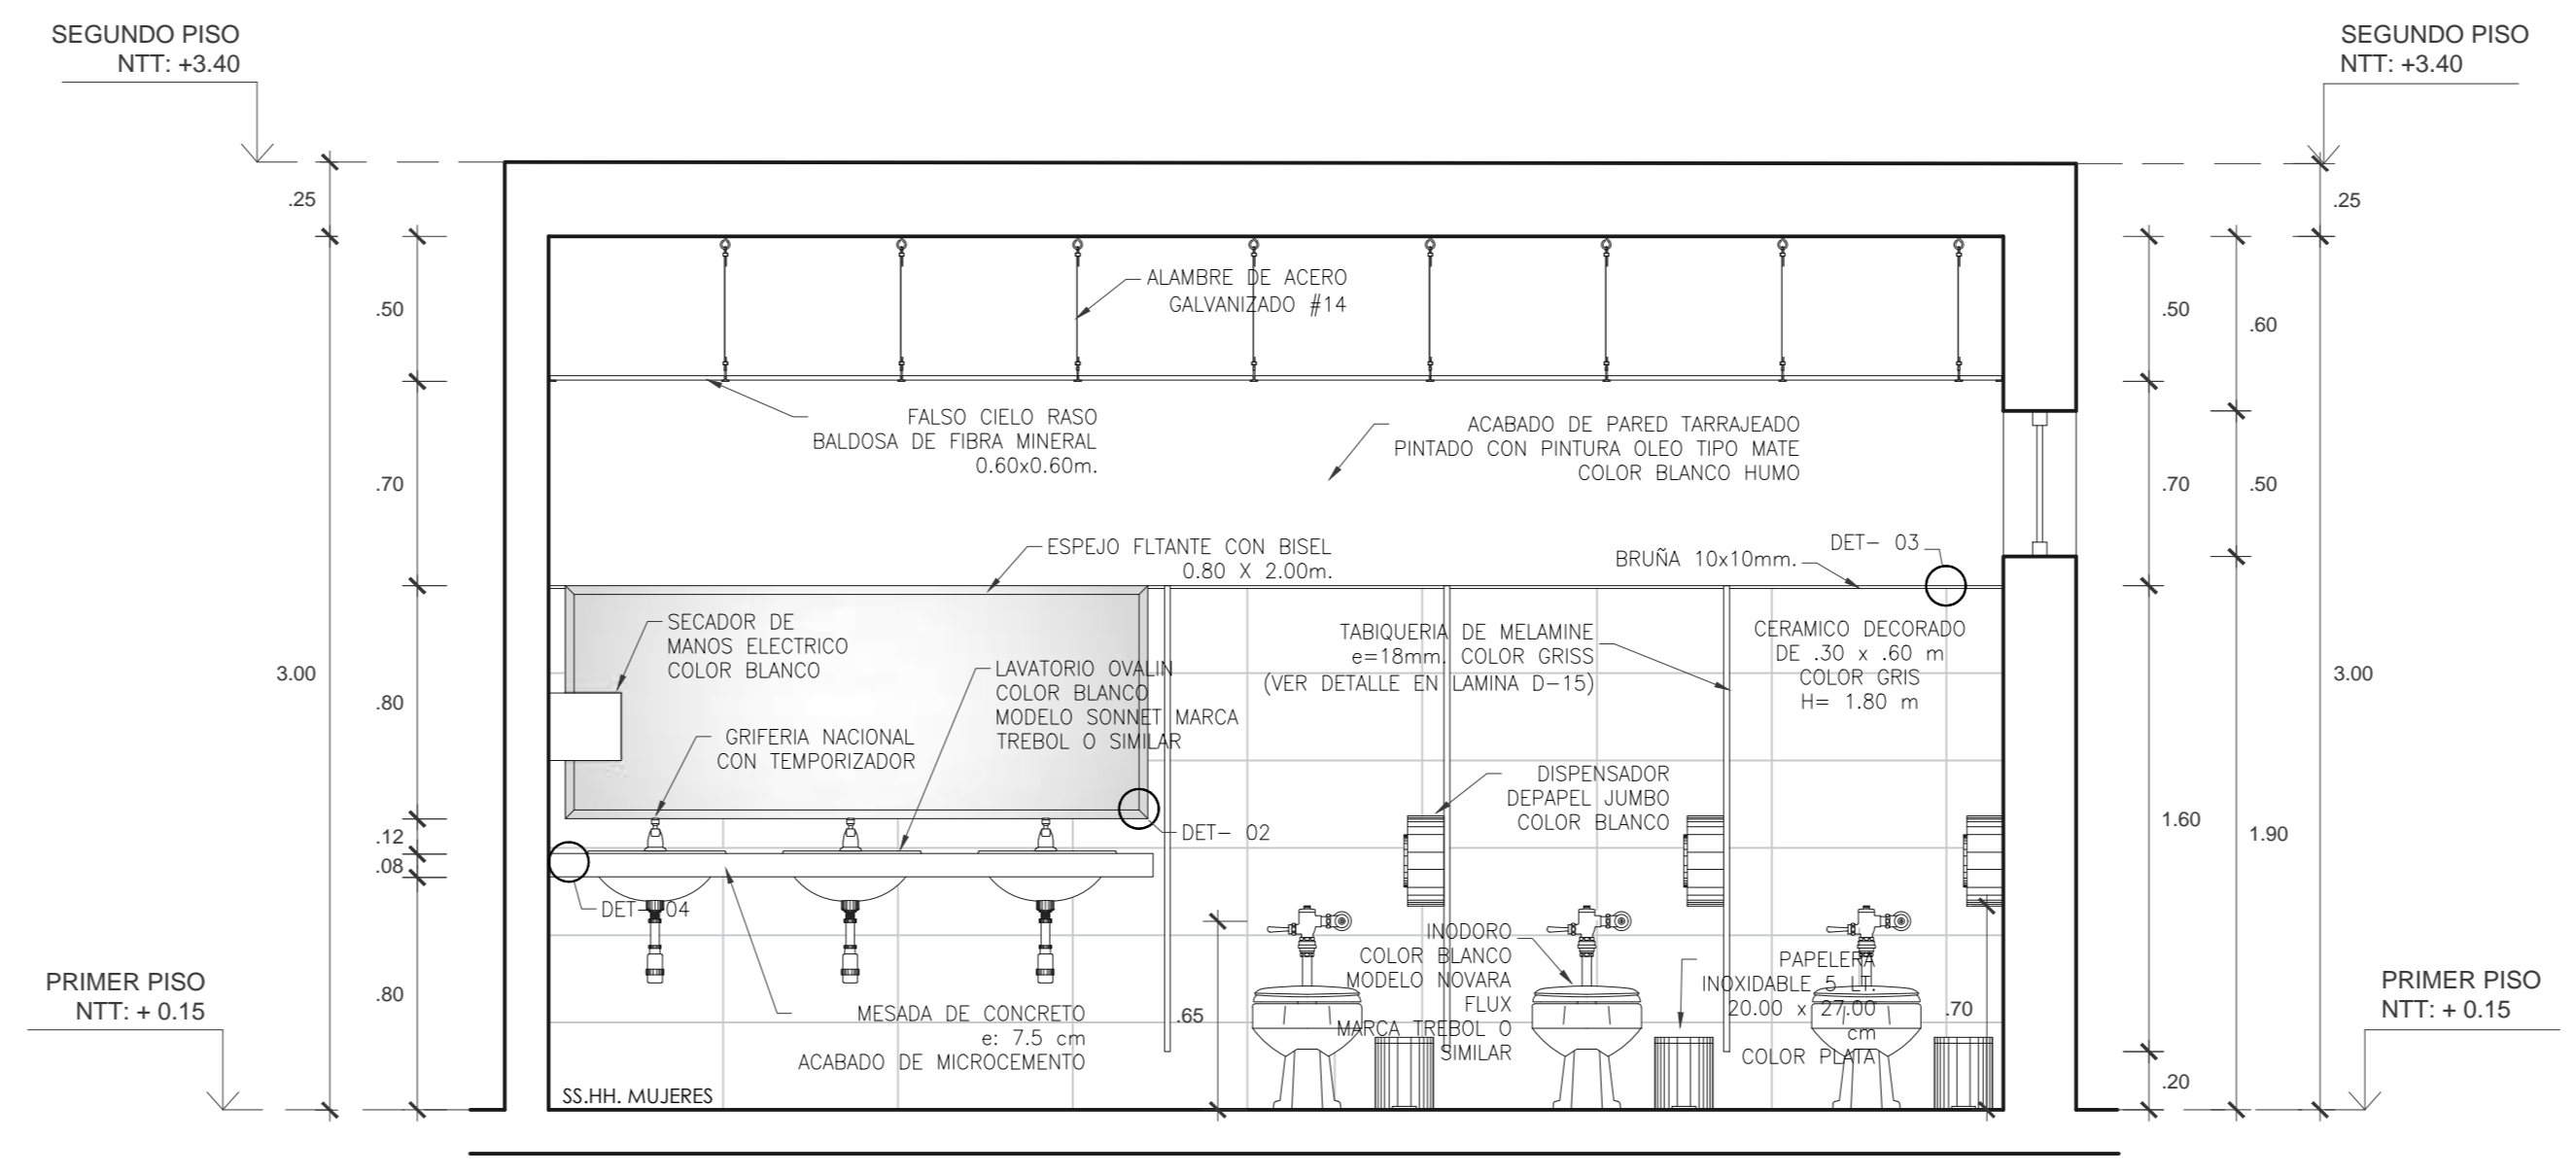 SEGUNDO PISO
NTT: +3.40
SEGUNDO PISO
NTT: +3.40
.25
.25
.50
.50
.60
ALAMBRE DE ACERO
GALVANIZADO #14
FALSO CIELO RASO
BALDOSA DE FIBRA MINERAL
0.60x0.60m.
ACABADO DE PARED TARRAJEADO
PINTADO CON PINTURA OLEO TIPO MATE
COLOR BLANCO HUMO
.70
.70
.50
ESPEJO FLTANTE CON BISEL
0.80 X 2.00m.
BRUÑA 10x10mm.
DET- 03
SECADOR DE
MANOS ELECTRICO
COLOR BLANCO
LAVATORIO OVALIN
COLOR BLANCO
MODELO SONNET MARCA
TREBOL O SIMILAR
TABIQUERIA DE MELAMINE
e=18mm. COLOR GRISS
(VER DETALLE EN LAMINA D-15)
CERAMICO DECORADO
DE .30 x .60 m
COLOR GRIS
H= 1.80 m
3.00
.80
3.00
GRIFERIA NACIONAL
CON TEMPORIZADOR
DISPENSADOR
DEPAPEL JUMBO
COLOR BLANCO
.12
.08
DET- 02
1.60
1.90
DET- 04
INODORO
COLOR BLANCO
MODELO NOVARA
FLUX
MARCA TREBOL O
SIMILAR
PAPELERA
INOXIDABLE 5 LT.
20.00 x 27.00
cm
COLOR PLATA
.65
.70
PRIMER PISO
NTT: + 0.15
.80
MESADA DE CONCRETO
e: 7.5 cm
ACABADO DE MICROCEMENTO
PRIMER PISO
NTT: + 0.15
.20
SS.HH. MUJERES